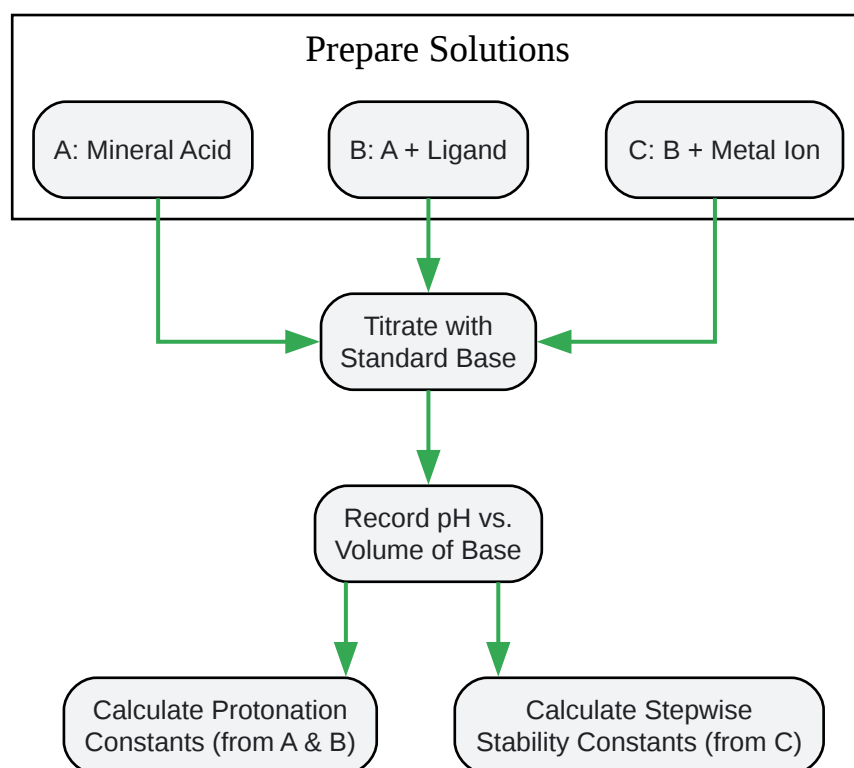 Prepare Solutions
A: Mineral Acid
B: A + Ligand
C: B + Metal Ion
Titrate with
Standard Base
Record pH vs.
Volume of Base
Calculate Protonation
Constants (from A & B)
Calculate Stepwise
Stability Constants (from C)